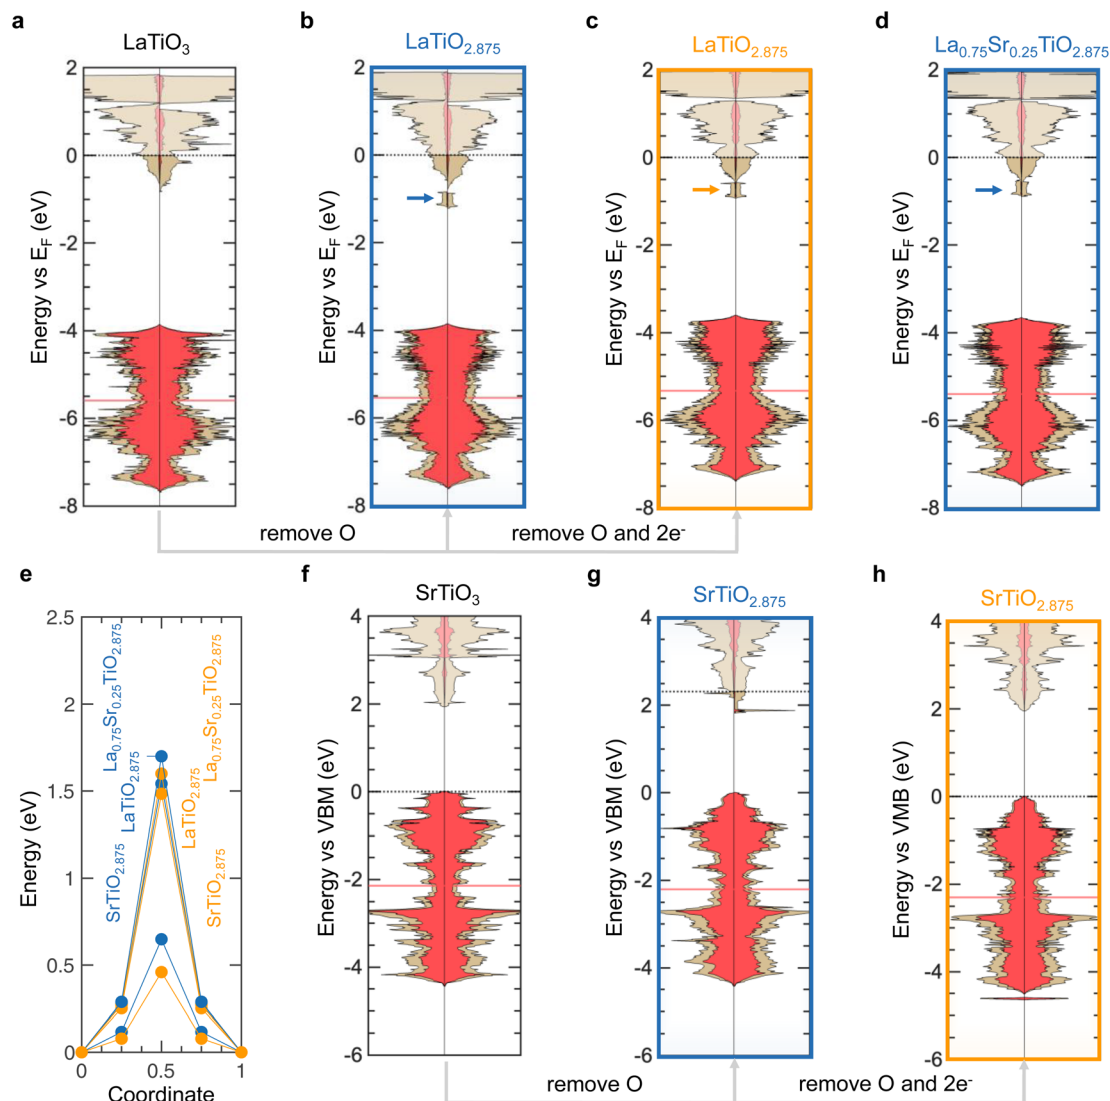 a
b
c
d
LaTiO3
LaTiO2.875
LaTiO2.875
La0.75Sr0.25TiO2.875
Energy vs EF (eV)
2
0
-2
-4
-6
-8
Energy vs EF (eV)
2
0
-2
-4
-6
-8
Energy vs EF (eV)
2
0
-2
-4
-6
-8
Energy vs EF (eV)
2
0
-2
-4
-6
-8
remove O
remove O and 2e-
e
f
g
h
Energy (eV)
2.5
2
1.5
1
0.5
0
0
0.5
1
Coordinate
SrTiO2.875
LaTiO2.875
La0.75Sr0.25TiO2.875
La0.75Sr0.25TiO2.875
LaTiO2.875
SrTiO2.875
SrTiO3
SrTiO2.875
SrTiO2.875
Energy vs VBM (eV)
4
2
0
-2
-4
-6
Energy vs VBM (eV)
4
2
0
-2
-4
-6
Energy vs VMB (eV)
4
2
0
-2
-4
-6
remove O
remove O and 2e-